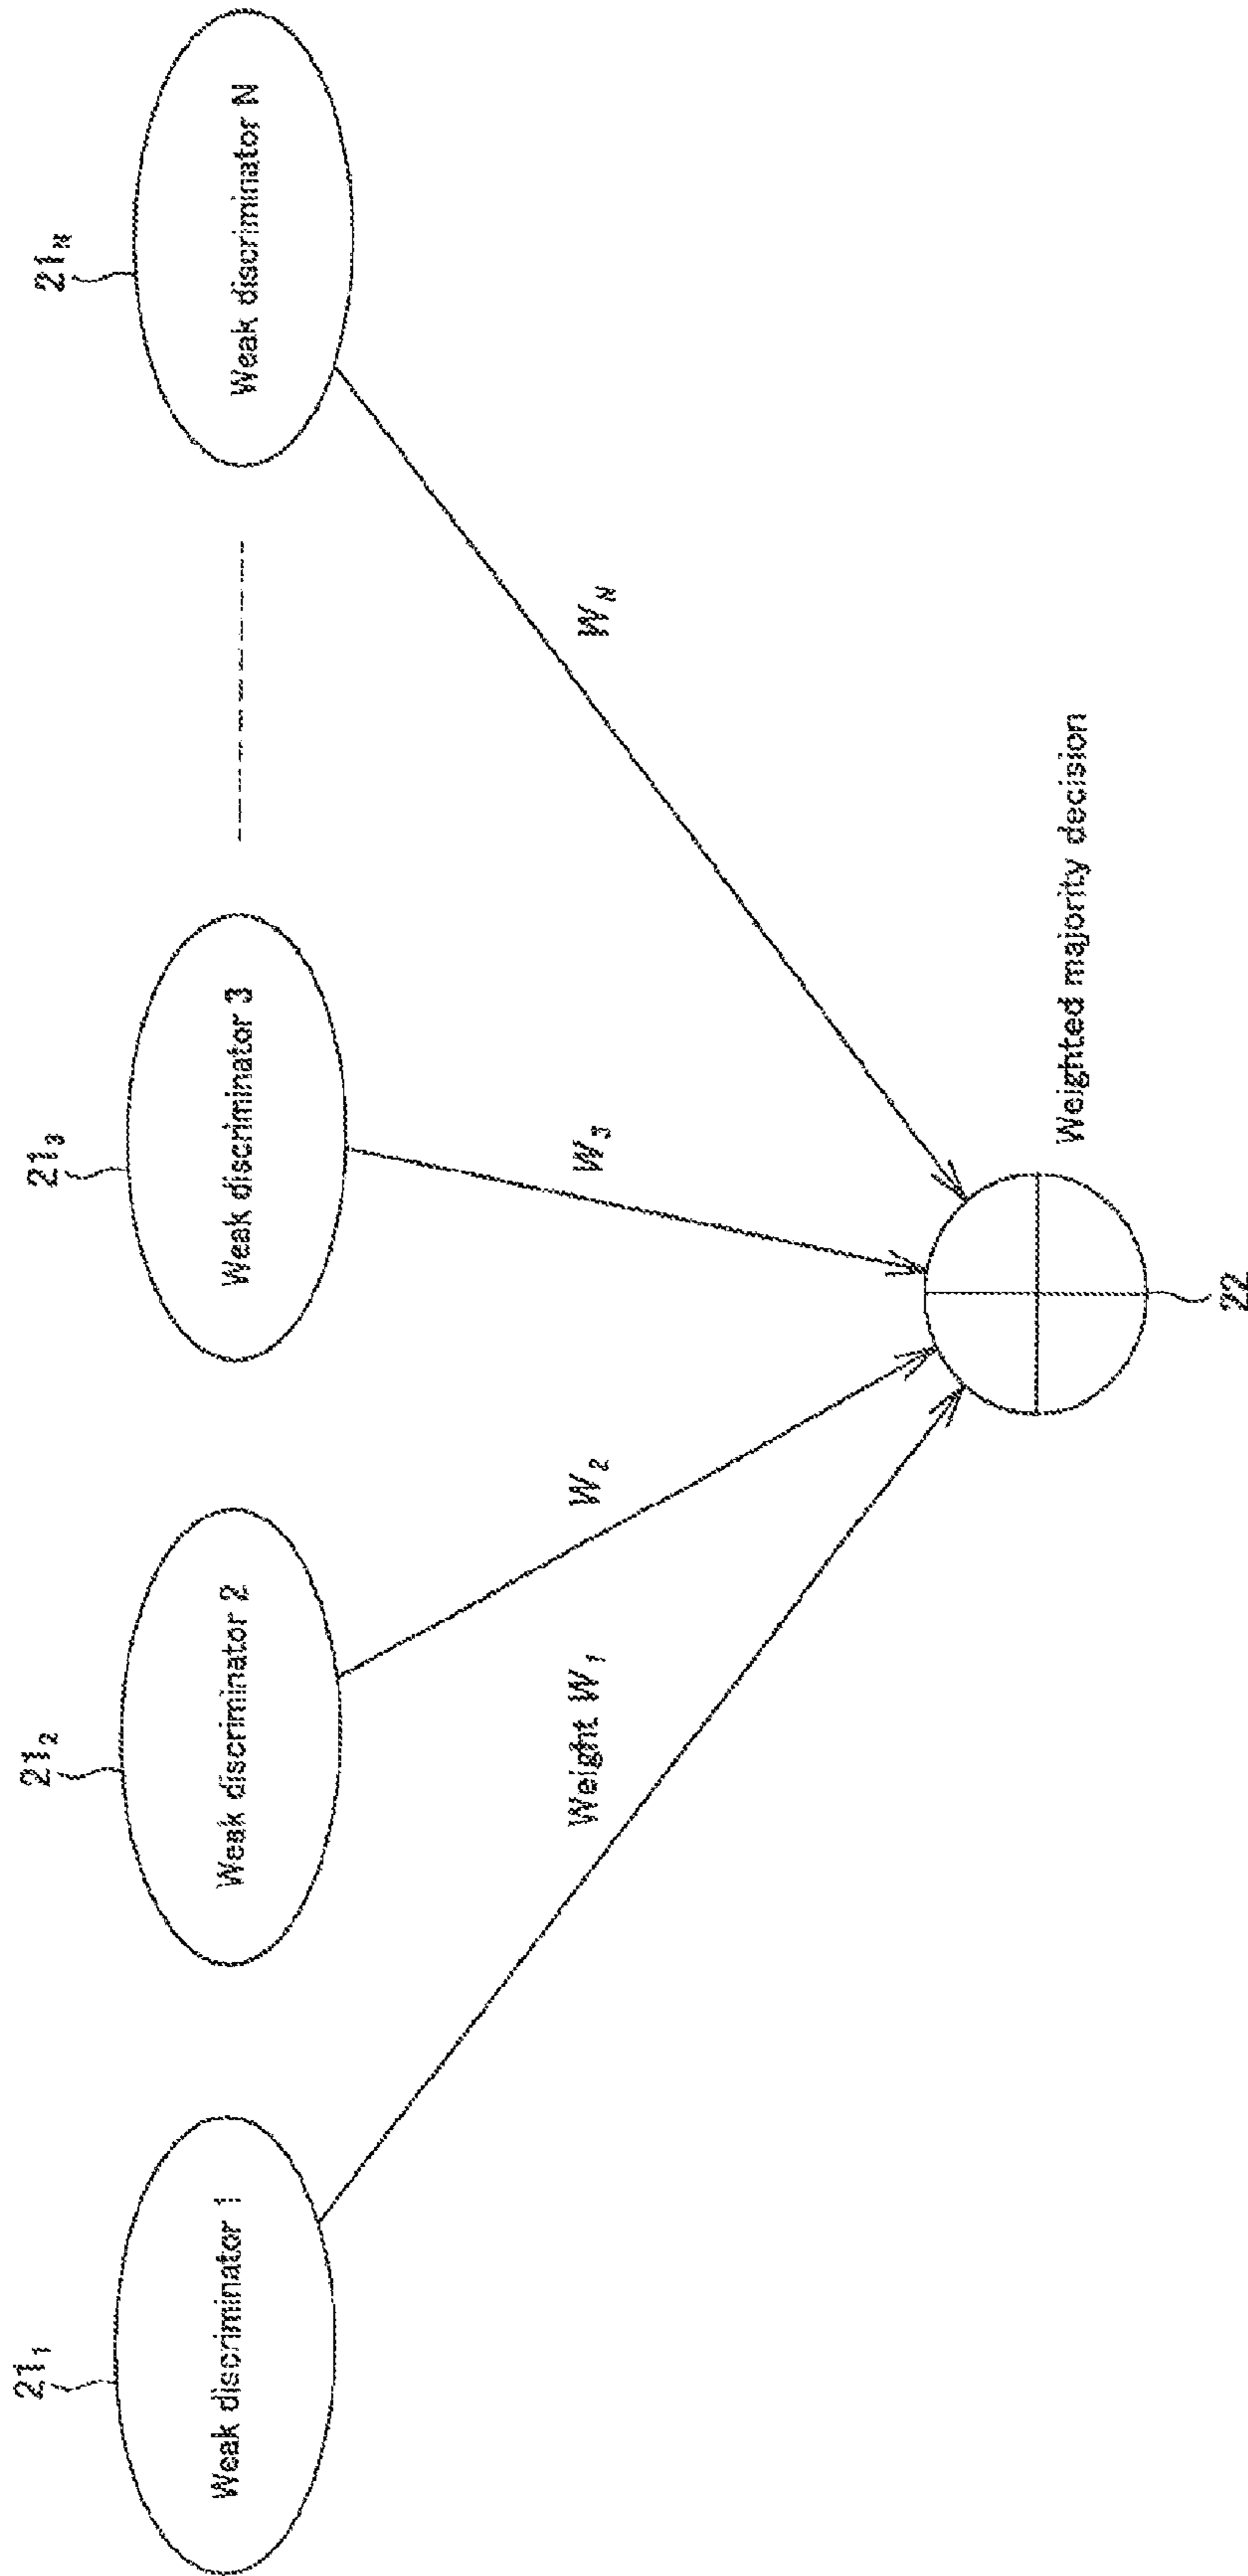 21₁
21₂
21₃
21N
Weak discriminator 1
Weak discriminator 2
Weak discriminator 3
Weak discriminator N
Weight W₁
W₂
W₃
WN
Weighted majority decision
22